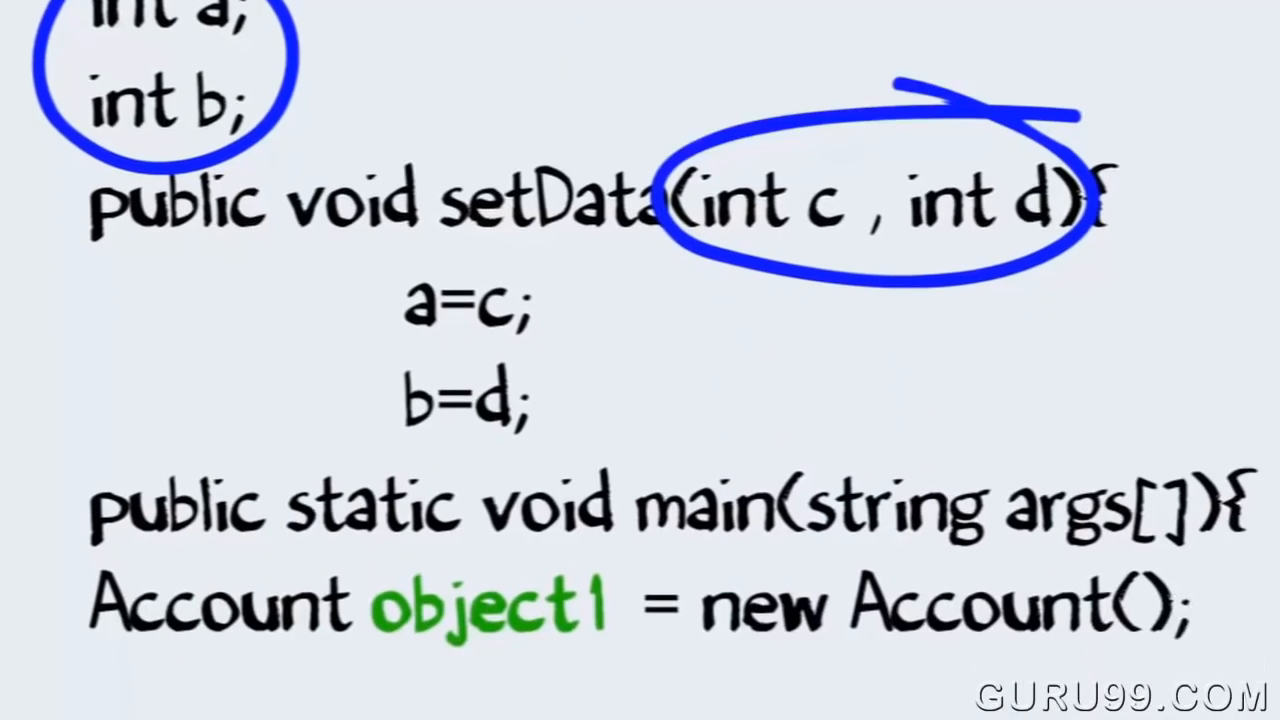 int a;
int b;
public void setData(int c , int d){
a=c;
b=d;
public static void main(string args[]){
Account object1 = new Account();
GURU99.COM